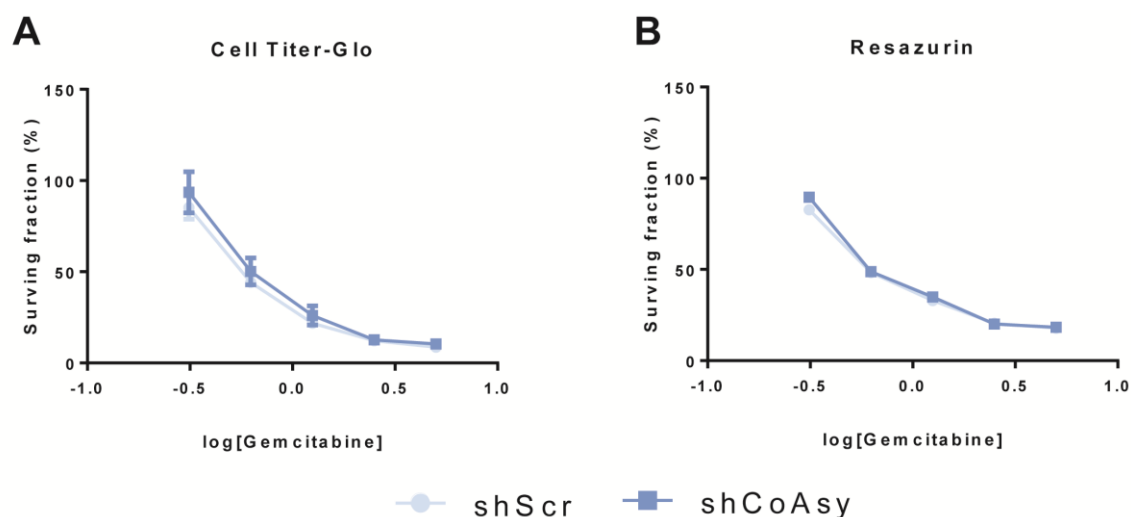 A
Cell Titer-Glo
Surving fraction (%)
150
100
50
0
-1.0 -0.5 0.0 0.5 1.0
log[Gemcitabine]
B
Resazurin
Surving fraction (%)
150
100
50
0
-1.0 -0.5 0.0 0.5 1.0
log[Gemcitabine]
shScr shCoAsy